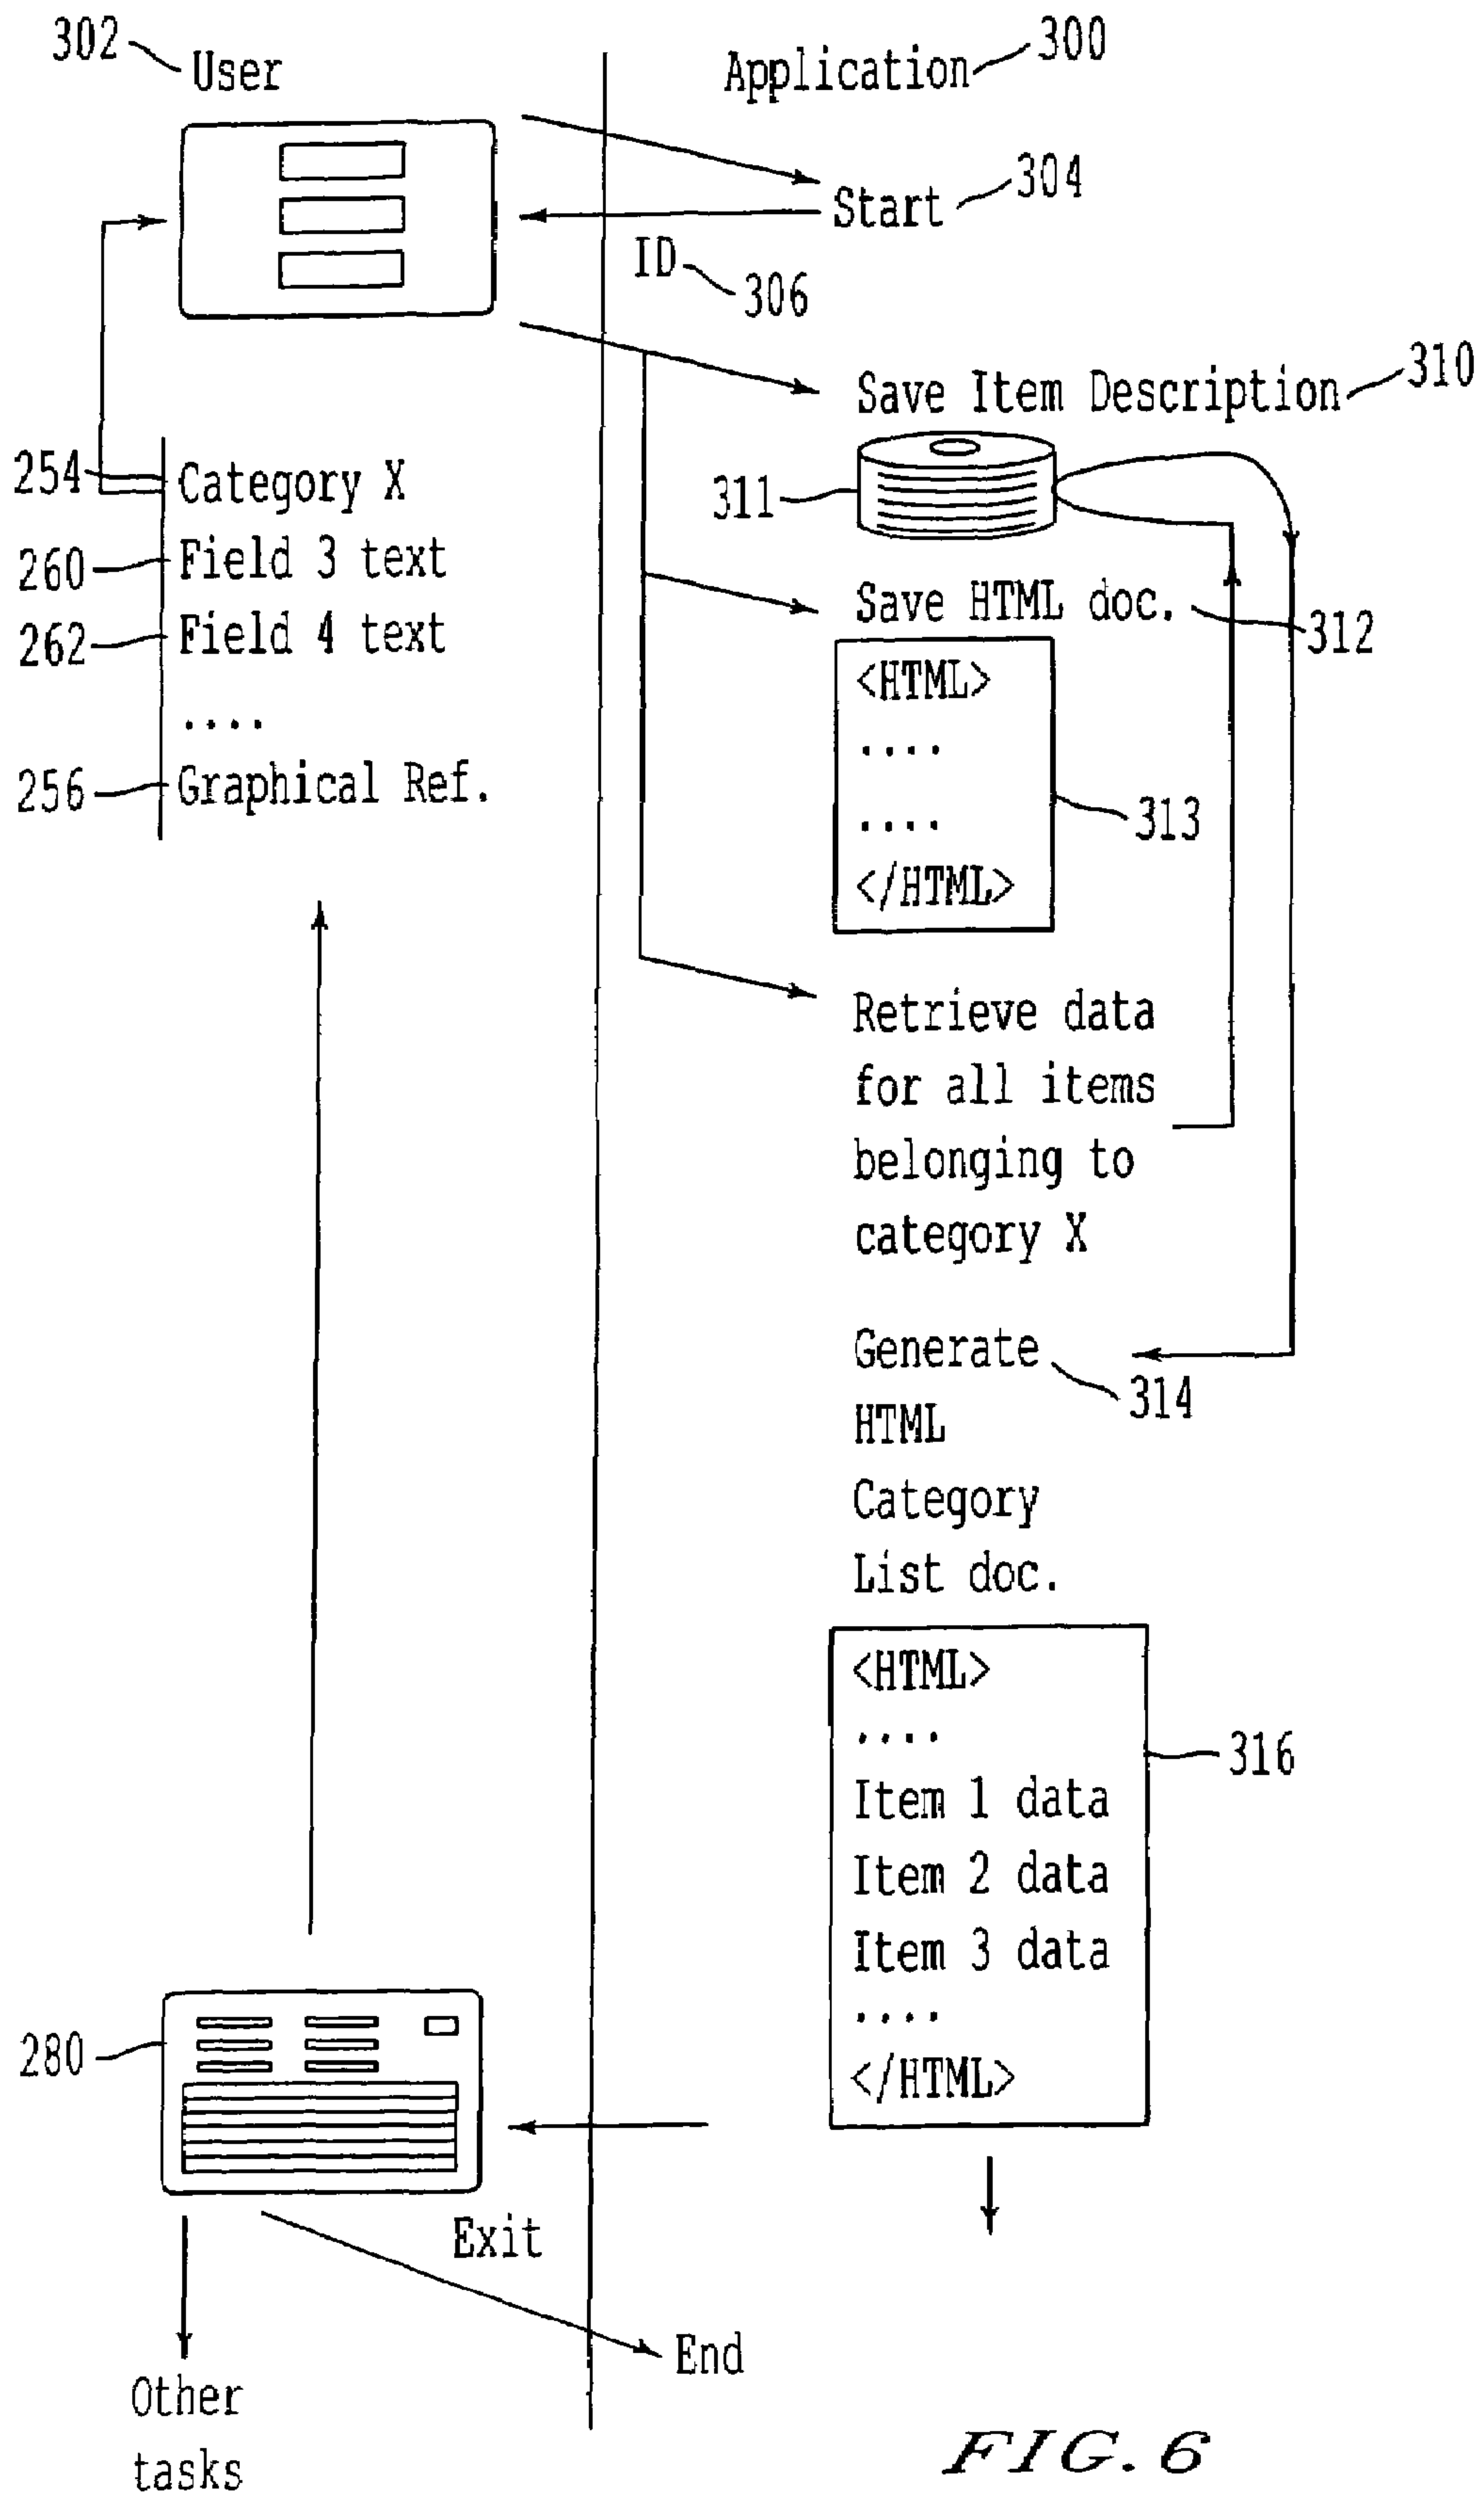 302 User
Application 300
Start 304
ID 306
Save Item Description 310
311
254 Category X
260 Field 3 text
262 Field 4 text
....
256 Graphical Ref.
Save HTML doc. 312
<HTML>
....
....
</HTML>
313
Retrieve data
for all items
belonging to
category X
Generate 314
HTML
Category
List doc.
<HTML>
....
Item 1 data
Item 2 data
Item 3 data
....
</HTML>
316
280
Exit
End
Other
tasks
FIG. 6